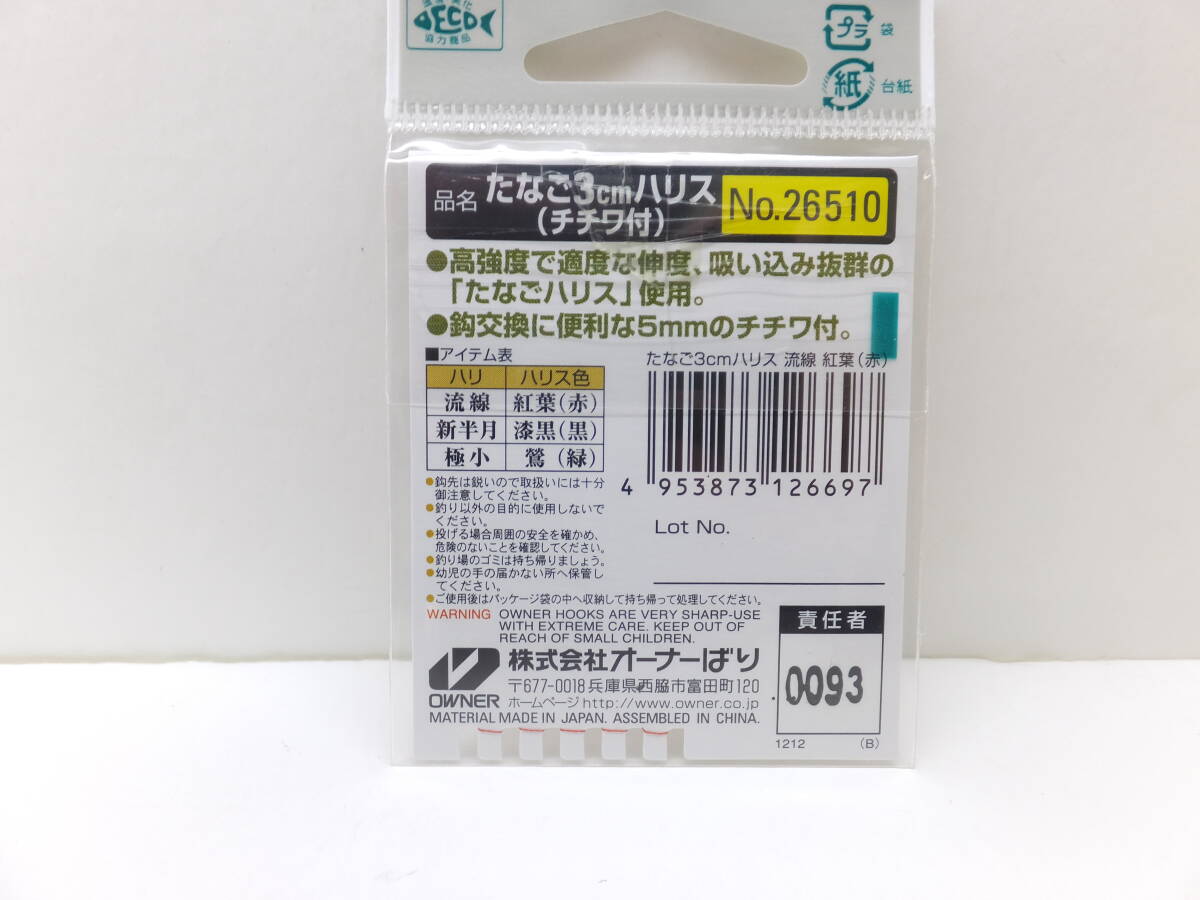 ECO
協力商品
プラ
袋
紙
台紙
品名 たなご3cmハリス
(チチワ付)
No.26510
●高強度で適度な伸度、吸い込み抜群の
「たなごハリス」使用。
●鈎交換に便利な5mmのチチワ付。
■アイテム表
ハリ ハリス色
流線 紅葉(赤)
新半月 漆黒(黒)
極小 鶯(緑)
たなご3cmハリス 流線 紅葉(赤)
4 953873 126697
Lot No.
●鈎先は鋭いので取扱いには十分
御注意してください。
●釣り以外の目的に使用しないで
ください。
●投げる場合周囲の安全を確かめ、
危険のないことを確認してください。
●釣り場のゴミは持ち帰りましょう。
●幼児の手の届かない所へ保管し
てください。
●ご使用後はパッケージ袋の中へ収納して持ち帰って処理してください。
WARNING OWNER HOOKS ARE VERY SHARP-USE
WITH EXTREME CARE. KEEP OUT OF
REACH OF SMALL CHILDREN.
OWNER
株式会社オーナーばり
〒677-0018 兵庫県西脇市富田町120
ホームページ http://www.owner.co.jp
MATERIAL MADE IN JAPAN. ASSEMBLED IN CHINA.
責任者
0093
1212 (B)